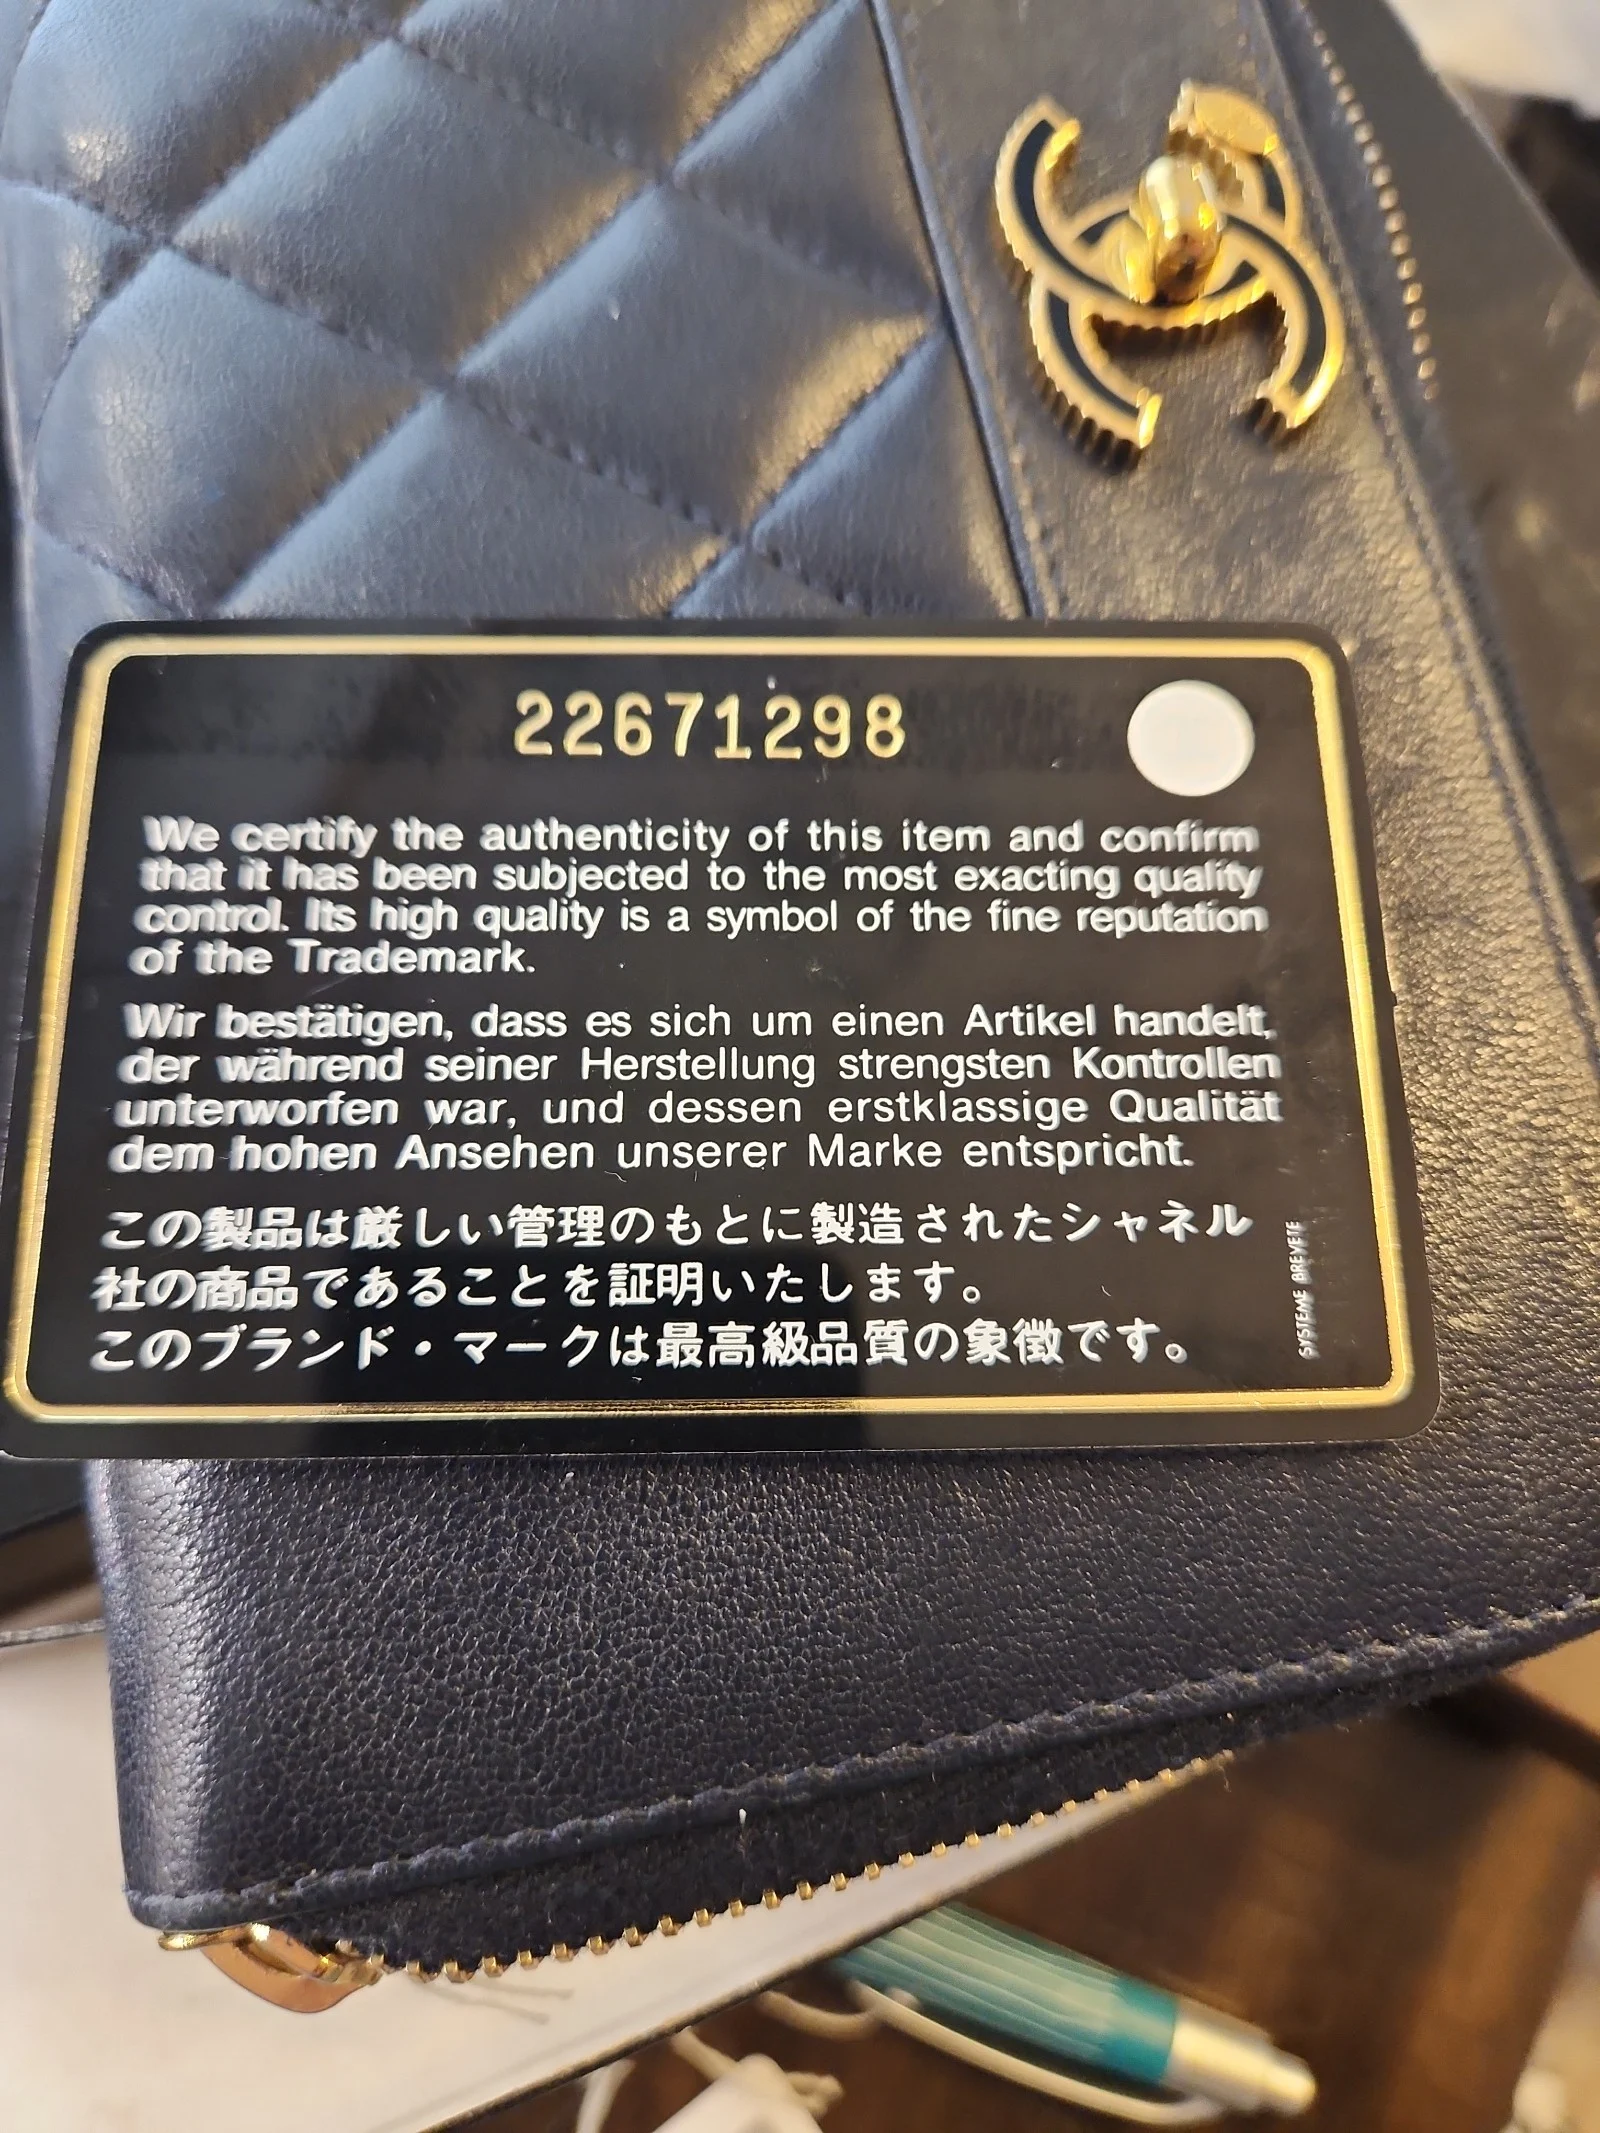 22671298
We certify the authenticity of this item and confirm
that it has been subjected to the most exacting quality
control. Its high quality is a symbol of the fine reputation
of the Trademark.
Wir bestätigen, dass es sich um einen Artikel handelt,
der während seiner Herstellung strengsten Kontrollen
unterworfen war, und dessen erstklassige Qualität
dem hohen Ansehen unserer Marke entspricht.
この製品は厳しい管理のもとに製造されたシャネル
社の商品であることを証明いたします。
このブランド・マークは最高級品質の象徴です。
SYSTEME BREVETE